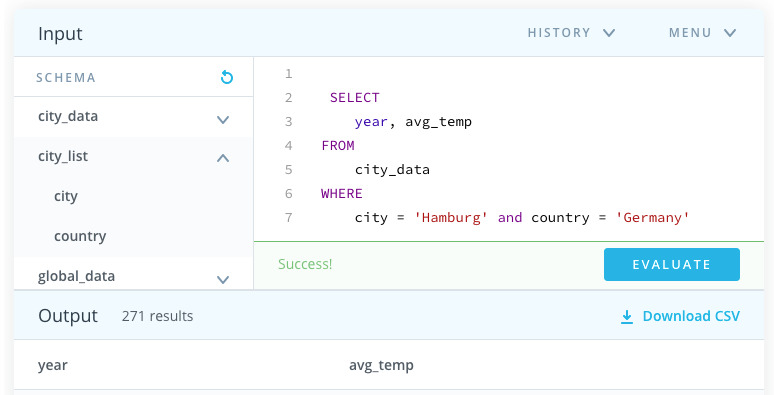 Input
HISTORY
MENU
SCHEMA
city_data
city_list
city
country
global_data
1
2 SELECT
3 year, avg_temp
4 FROM
5 city_data
6 WHERE
7 city = 'Hamburg' and country = 'Germany'
Success!
EVALUATE
Output 271 results
Download CSV
year avg_temp